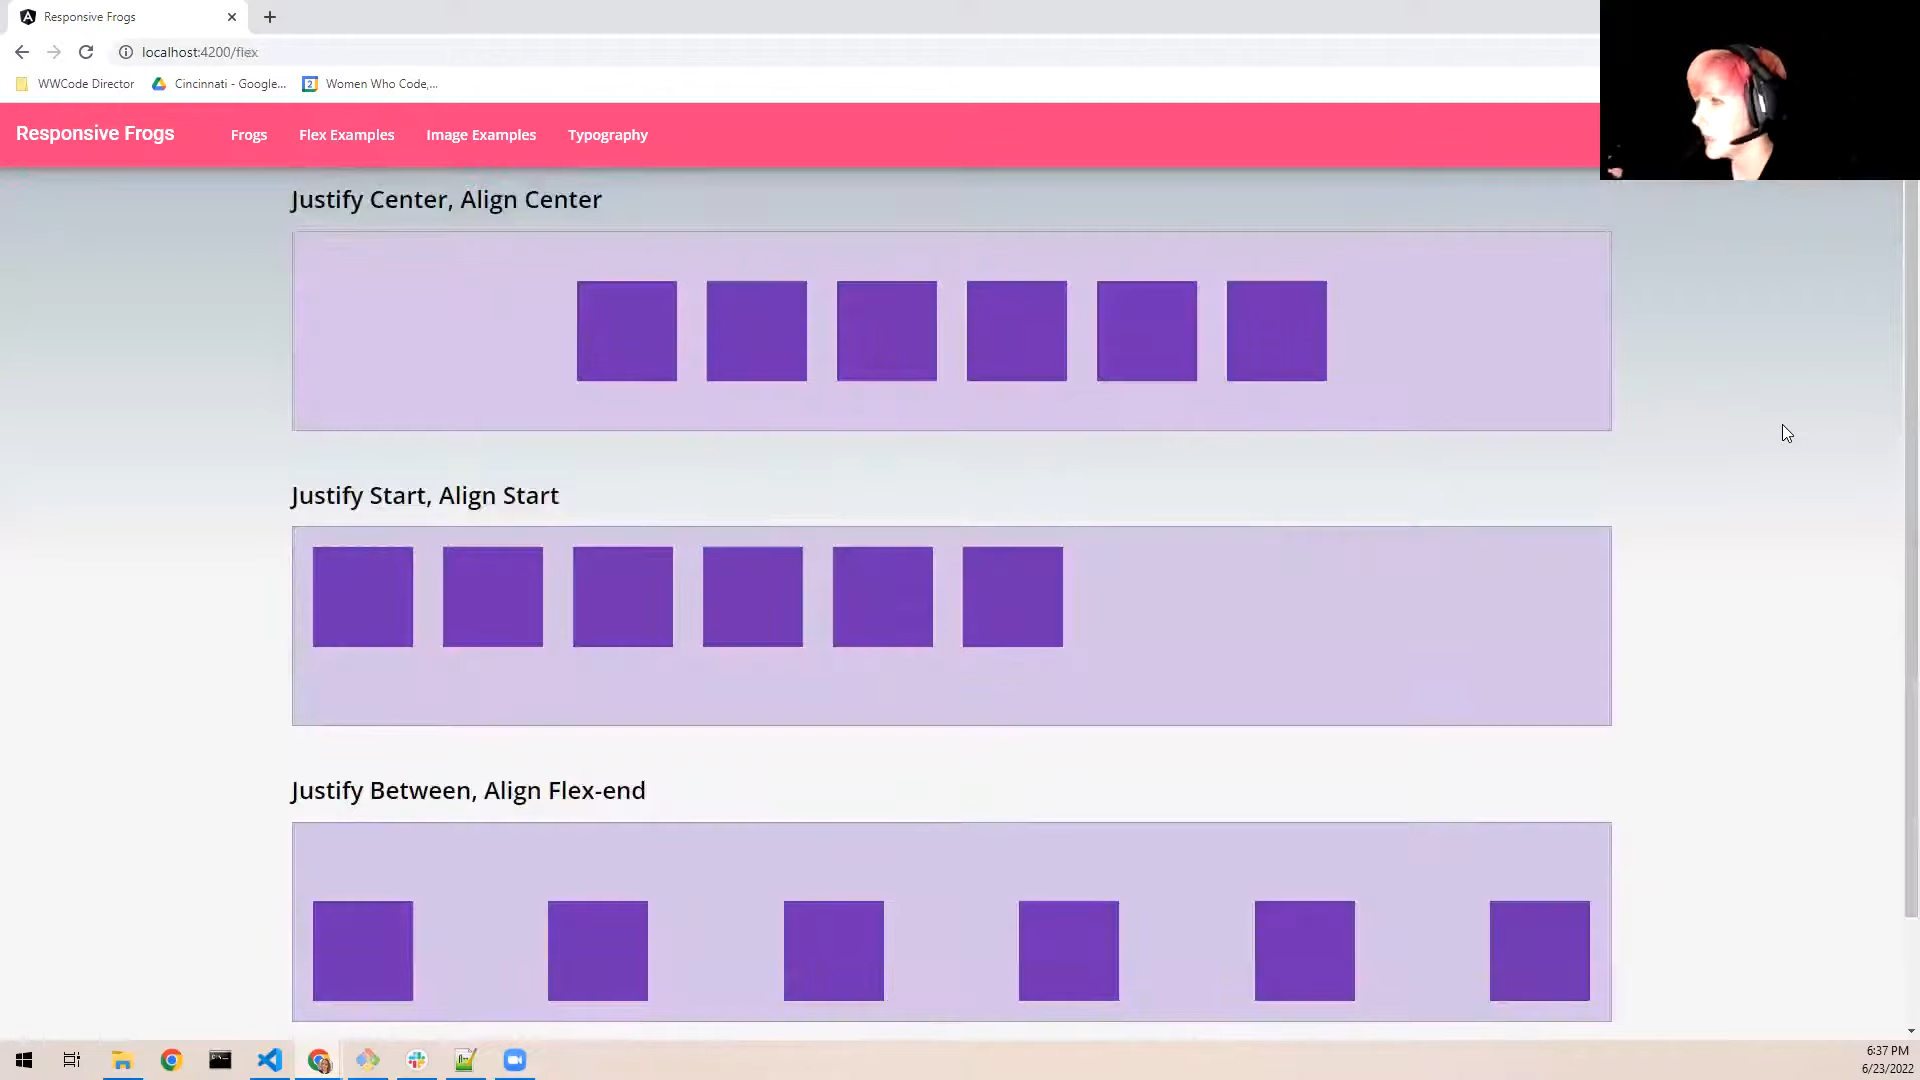 Responsive Frogs
localhost:4200/flex
WWCode Director
Cincinnati - Google...
Women Who Code,...
Responsive Frogs
Frogs
Flex Examples
Image Examples
Typography
Justify Center, Align Center
Justify Start, Align Start
Justify Between, Align Flex-end
6:37 PM
6/23/2022